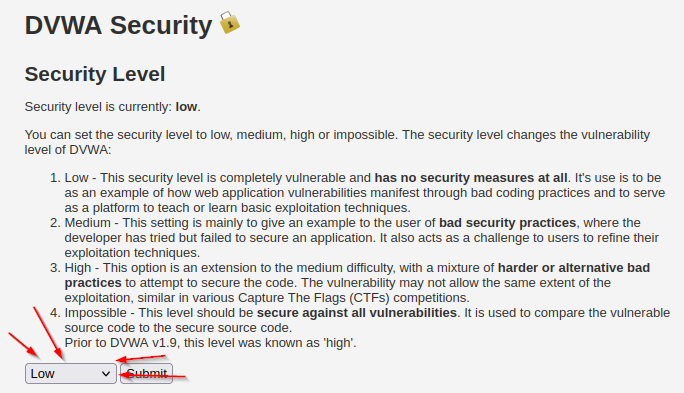 DVWA Security
Security Level
Security level is currently: low.
You can set the security level to low, medium, high or impossible. The security level changes the vulnerability
level of DVWA:
1. Low - This security level is completely vulnerable and has no security measures at all. It's use is to be
as an example of how web application vulnerabilities manifest through bad coding practices and to serve
as a platform to teach or learn basic exploitation techniques.
2. Medium - This setting is mainly to give an example to the user of bad security practices, where the
developer has tried but failed to secure an application. It also acts as a challenge to users to refine their
exploitation techniques.
3. High - This option is an extension to the medium difficulty, with a mixture of harder or alternative bad
practices to attempt to secure the code. The vulnerability may not allow the same extent of the
exploitation, similar in various Capture The Flags (CTFs) competitions.
4. Impossible - This level should be secure against all vulnerabilities. It is used to compare the vulnerable
source code to the secure source code.
Prior to DVWA v1.9, this level was known as 'high'.
Low Submit